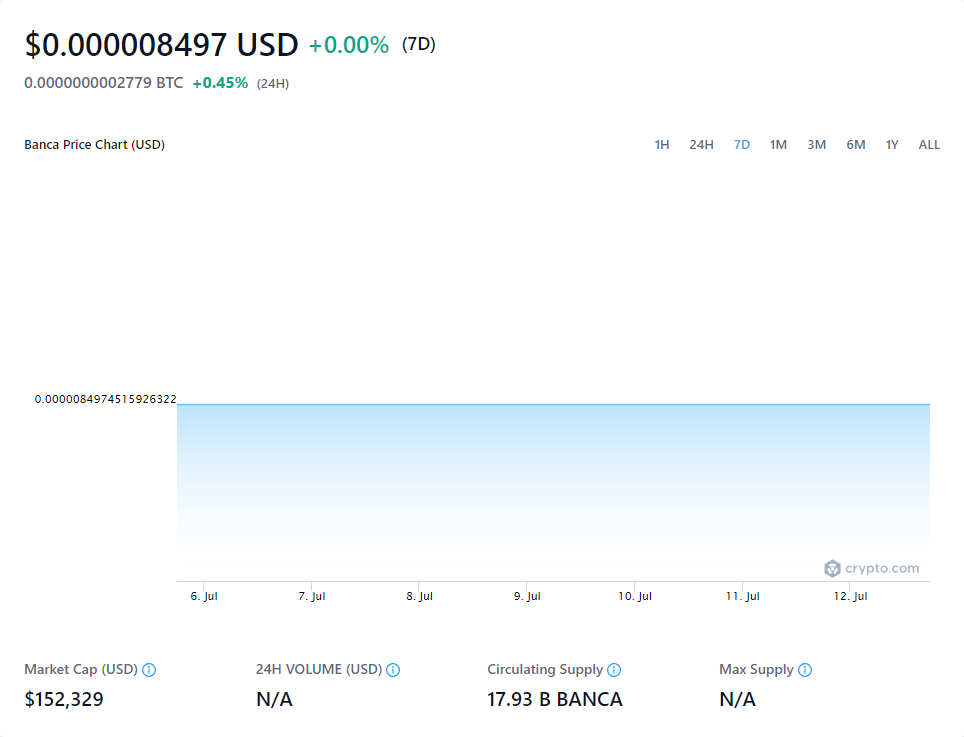 $0.000008497 USD +0.00% (7D)
0.0000000002779 BTC +0.45% (24H)
Banca Price Chart (USD) 1H 24H 7D 1M 3M 6M 1Y ALL
0.0000084974515926322
crypto.com
6. Jul 7. Jul 8. Jul 9. Jul 10. Jul 11. Jul 12. Jul
Market Cap (USD) 24H VOLUME (USD) Circulating Supply Max Supply
$152,329 N/A 17.93 B BANCA N/A